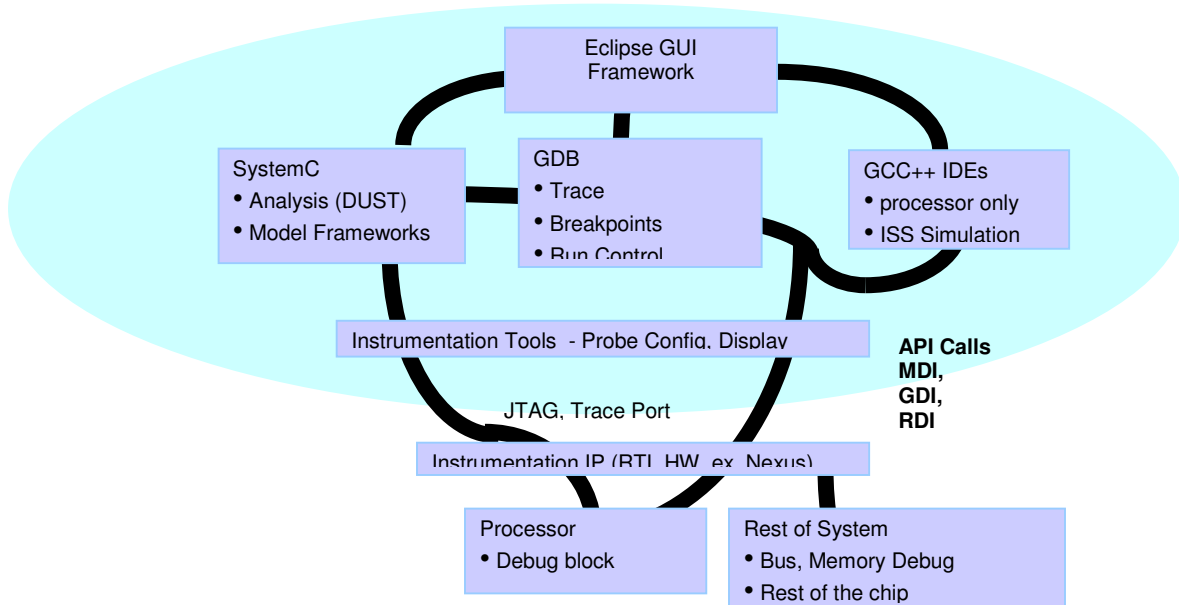 Eclipse GUI
Framework
SystemC
• Analysis (DUST)
• Model Frameworks
GDB
• Trace
• Breakpoints
• Run Control
GCC++ IDEs
• processor only
• ISS Simulation
Instrumentation Tools - Probe Config, Display
API Calls
MDI,
GDI,
RDI
JTAG, Trace Port
Instrumentation IP (RTL HW, ex. Nexus)
Processor
• Debug block
Rest of System
• Bus, Memory Debug
• Rest of the chip